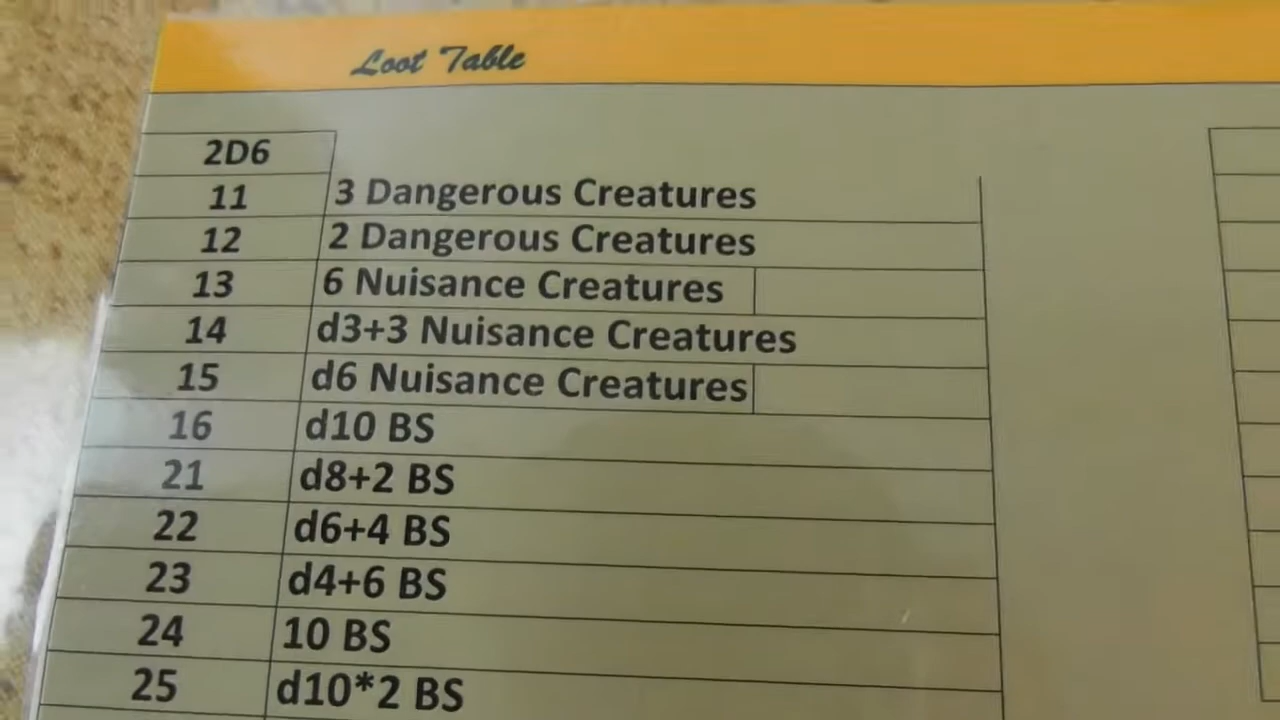 Loot Table
2D6
11 3 Dangerous Creatures
12 2 Dangerous Creatures
13 6 Nuisance Creatures
14 d3+3 Nuisance Creatures
15 d6 Nuisance Creatures
16 d10 BS
21 d8+2 BS
22 d6+4 BS
23 d4+6 BS
24 10 BS
25 d10*2 BS